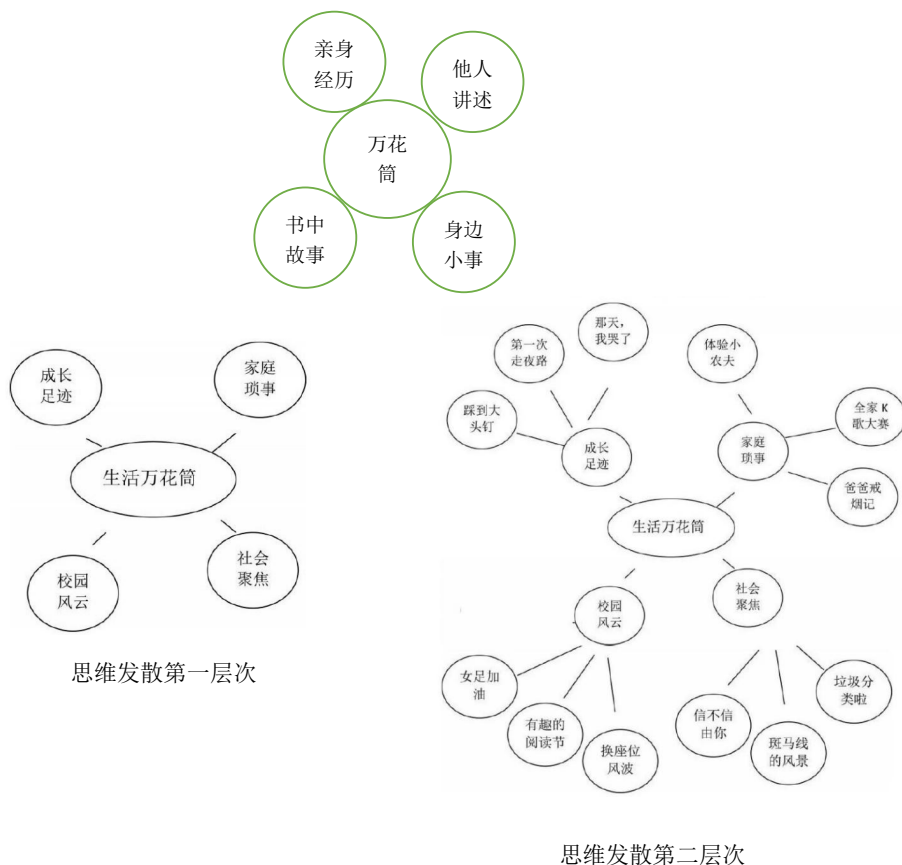 亲身
经历
他人
讲述
万花
筒
书中
故事
身边
小事
成长
足迹
家庭
琐事
生活万花筒
校园
风云
社会
聚焦
思维发散第一层次
那天，
我哭了
第一次
走夜路
体验小
农夫
踩到大
头钉
成长
足迹
家庭
琐事
全家 K
歌大赛
爸爸戒
烟记
生活万花筒
校园
风云
社会
聚焦
女足加
油
有趣的
阅读节
换座位
风波
信不信
由你
斑马线
的风景
垃圾分
类啦
思维发散第二层次